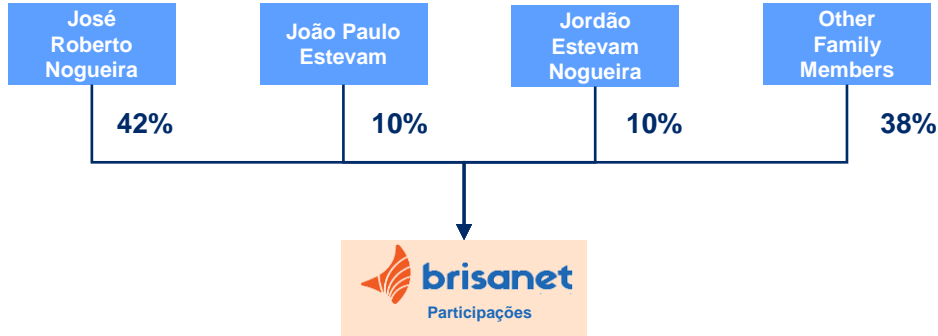 José
Roberto
Nogueira
João Paulo
Estevam
Jordão
Estevam
Nogueira
Other
Family
Members
42%
10%
10%
38%
brisanet
Participações